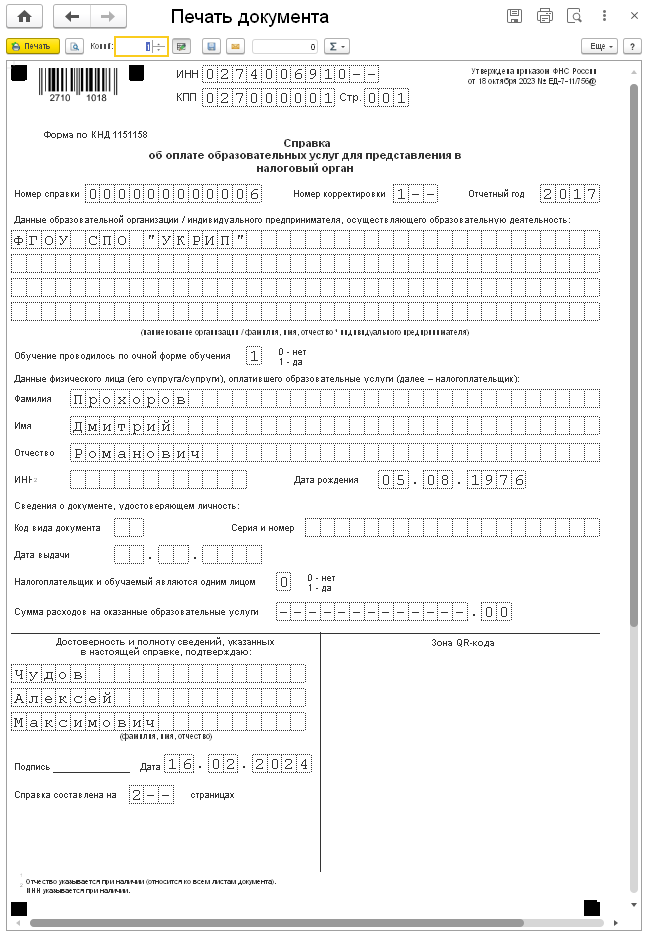 Печать документа
Печать Копий: 1 0 Σ Еще ?
2710 1018
ИНН 0274006910--
КПП 027000001 Стр. 001
Утверждена приказом ФНС России
от 18 октября 2023 № ЕД-7-11/756@
Форма по КНД 1151158
Справка
об оплате образовательных услуг для представления в
налоговый орган
Номер справки 000000000006 Номер корректировки 1-- Отчетный год 2017
Данные образовательной организации / индивидуального предпринимателя, осуществляющего образовательную деятельность:
ФГОУ СПО "УКРИП"
(наименование организации / фамилия, имя, отчество ¹ индивидуального предпринимателя)
Обучение проводилось по очной форме обучения 1 0 - нет
1 - да
Данные физического лица (его супруга/супруги), оплатившего образовательные услуги (далее – налогоплательщик):
Фамилия Прохоров
Имя Дмитрий
Отчество Романович
ИНН ² Дата рождения 05.08.1976
Сведения о документе, удостоверяющем личность:
Код вида документа Серия и номер
Дата выдачи . .
Налогоплательщик и обучаемый являются одним лицом 0 0 - нет
1 - да
Сумма расходов на оказанные образовательные услуги -------------.00
Достоверность и полноту сведений, указанных
в настоящей справке, подтверждаю:
Зона QR-кода
Чудов
Алексей
Максимович
(фамилия, имя, отчество)
Подпись Дата 16.02.2024
Справка составлена на 2-- страницах
¹ Отчество указывается при наличии (относится ко всем листам документа).
² ИНН указывается при наличии.